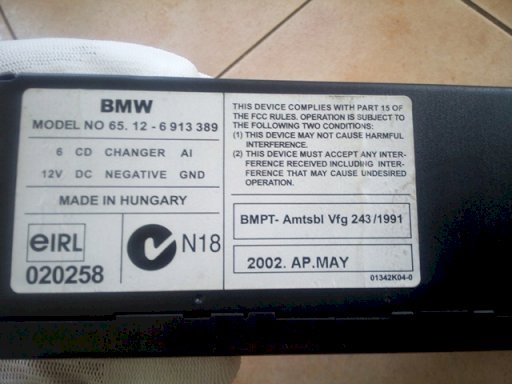 BMW
MODEL NO 65. 12 - 6 913 389
6 CD CHANGER AI
12V DC NEGATIVE GND
MADE IN HUNGARY
eIRL
020258
N18
THIS DEVICE COMPLIES WITH PART 15 OF
THE FCC RULES. OPERATION IS SUBJECT TO
THE FOLLOWING TWO CONDITIONS:
(1) THIS DEVICE MAY NOT CAUSE HARMFUL
INTERFERENCE.
(2) THIS DEVICE MUST ACCEPT ANY INTER-
FERENCE RECEIVED INCLUDING INTER-
FERENCE THAT MAY CAUSE UNDESIRED
OPERATION.
BMPT- Amtsbl Vfg 243/1991
2002. AP.MAY
01342K04-0